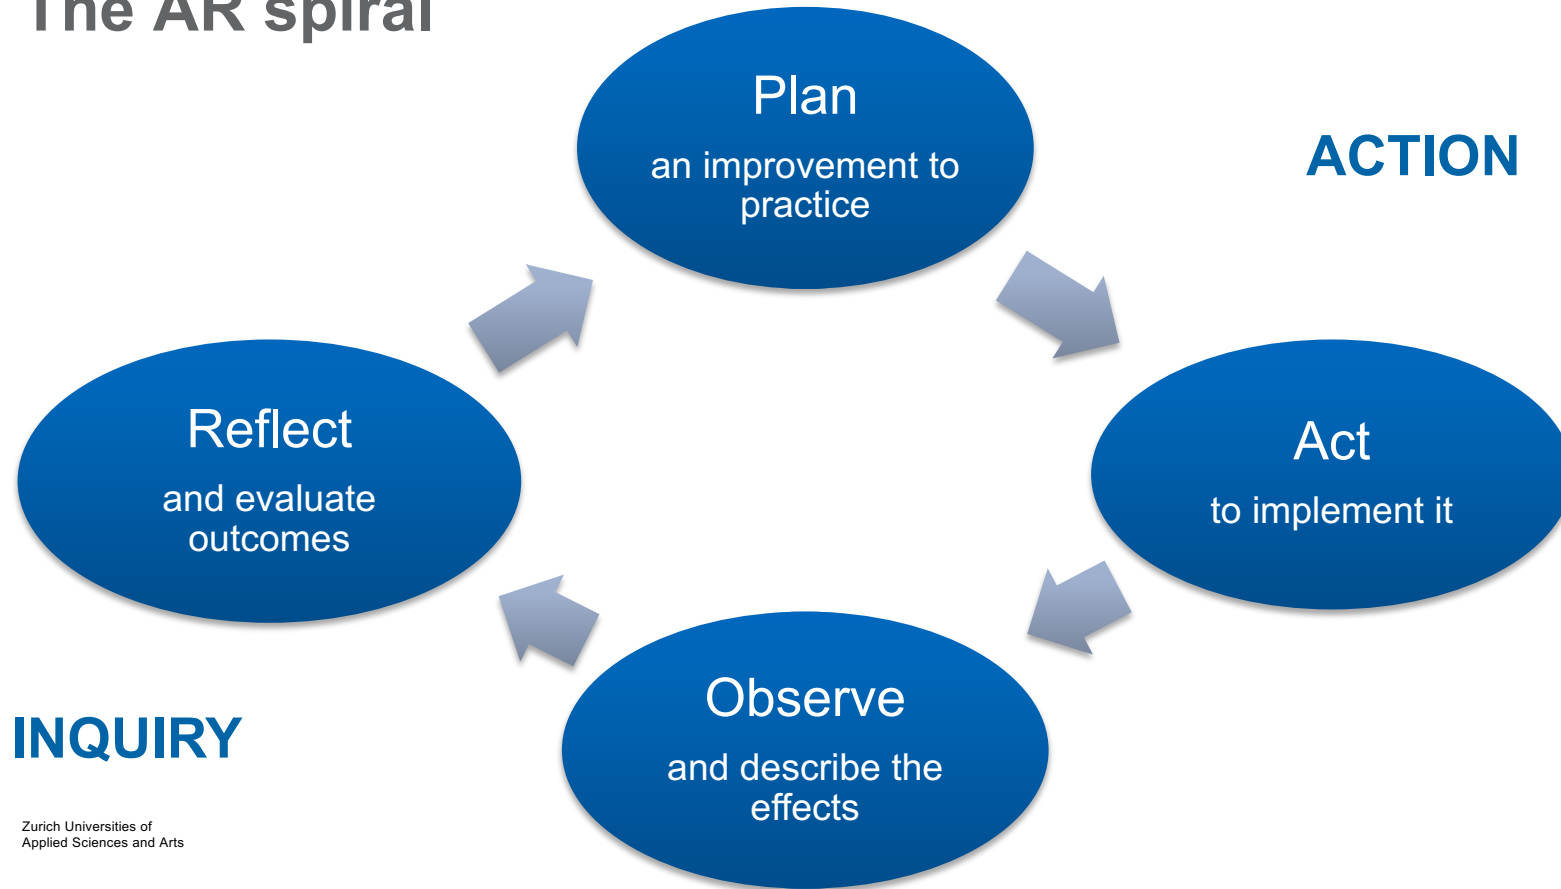 The AR spiral
Plan
an improvement to
practice
ACTION
Act
to implement it
Observe
and describe the
effects
Reflect
and evaluate
outcomes
INQUIRY
Zurich Universities of
Applied Sciences and Arts